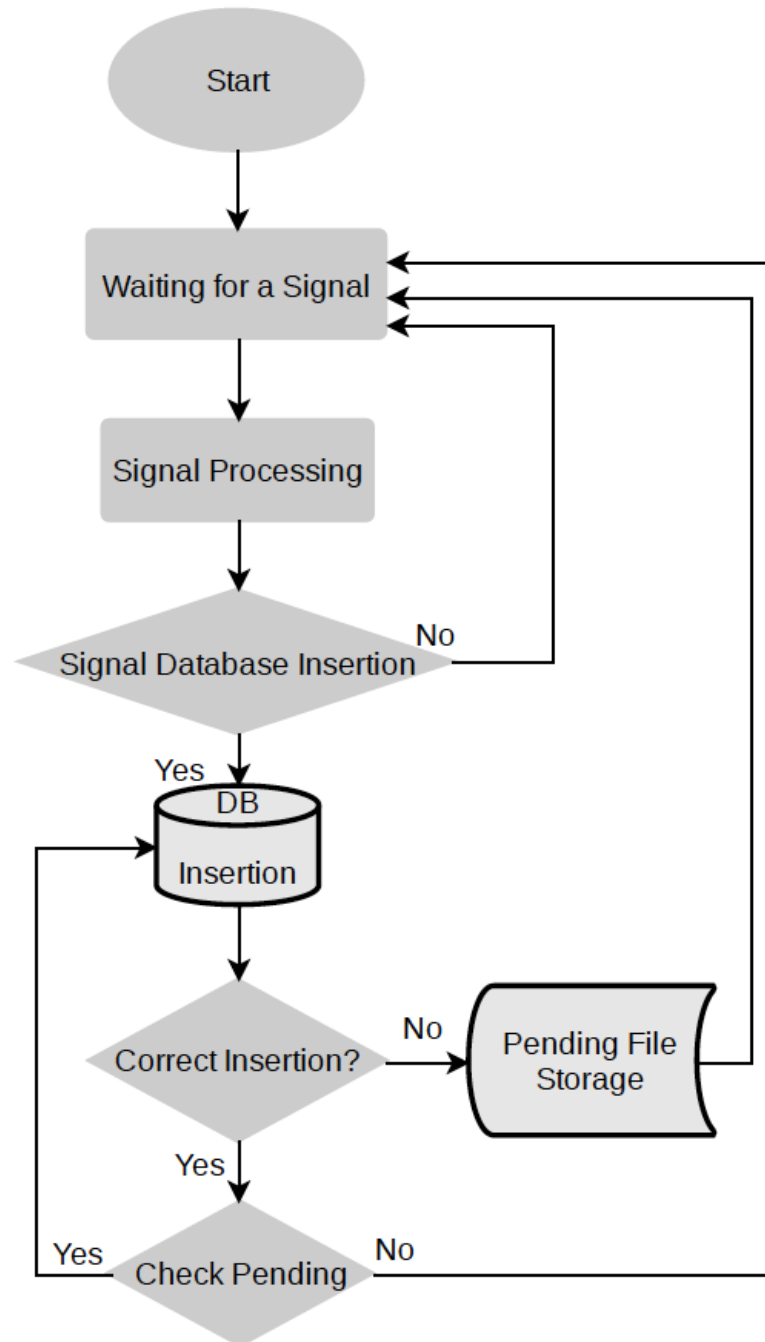 Start
Waiting for a Signal
Signal Processing
No
Signal Database Insertion
Yes
DB
Insertion
No
Correct Insertion?
Pending File
Storage
Yes
Yes
No
Check Pending